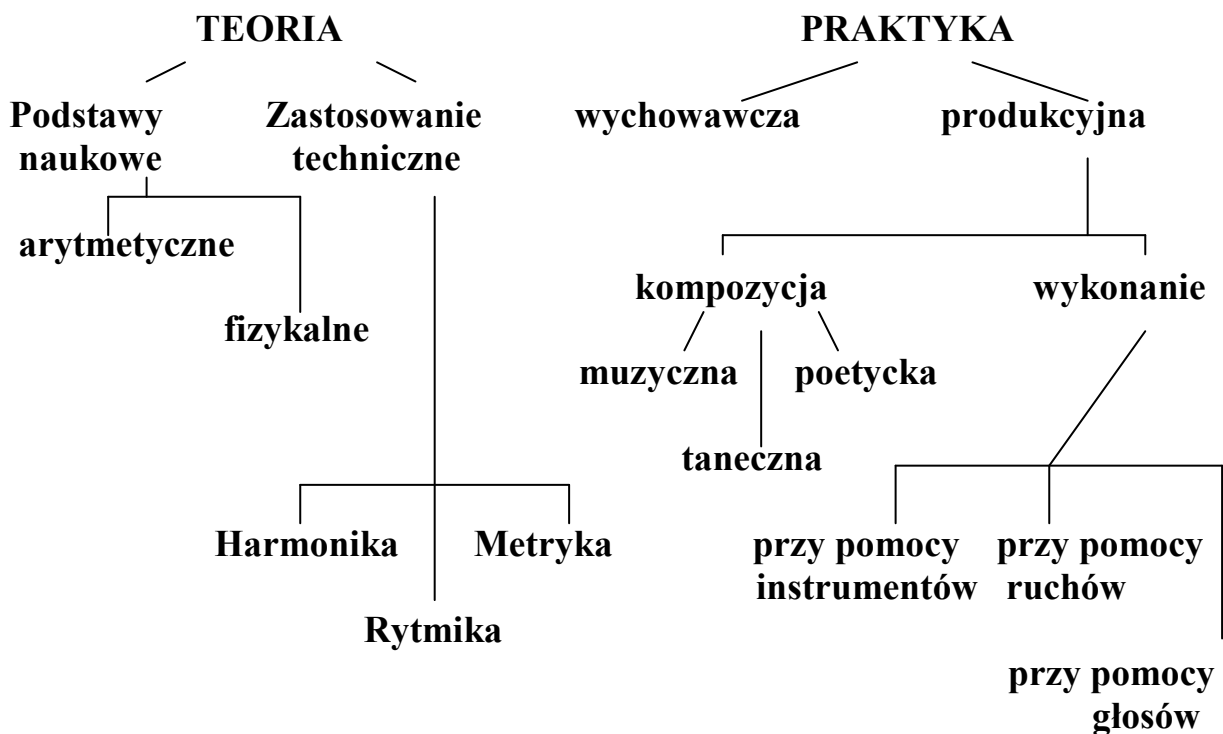 TEORIA
PRAKTYKA
Podstawy
naukowe
Zastosowanie
techniczne
wychowawcza
produkcyjna
arytmetyczne
fizykalne
kompozycja
wykonanie
muzyczna
poetycka
taneczna
Harmonika
Metryka
Rytmika
przy pomocy
instrumentów
przy pomocy
ruchów
przy pomocy
głosów